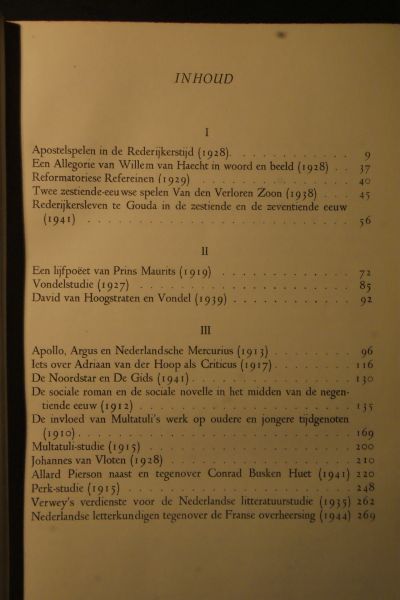 INHOUD
I
Apostelspelen in de Rederijkerstijd (1928). . . . . . . . . . . 9
Een Allegorie van Willem van Haecht in woord en beeld (1928) . . 37
Reformatoriese Refereinen (1929) . . . . . . . . . . . . . 40
Twee zestiende-eeuwse spelen Van den Verloren Zoon (1938) . . . 45
Rederijkersleven te Gouda in de zestiende en de zeventiende eeuw
(1941) . . . . . . . . . . . . . . . . . . . . 56
II
Een lijfpoëet van Prins Maurits (1919) . . . . . . . . . . . 72
Vondelstudie (1927) . . . . . . . . . . . . . . . . 85
David van Hoogstraten en Vondel (1939) . . . . . . . . . . 92
III
Apollo, Argus en Nederlandsche Mercurius (1913) . . . . . . . 96
Iets over Adriaan van der Hoop als Criticus (1917) . . . . . . . 116
De Noordstar en De Gids (1941) . . . . . . . . . . . . . 130
De sociale roman en de sociale novelle in het midden van de negen-
tiende eeuw (1912) . . . . . . . . . . . . . . . . 135
De invloed van Multatuli's werk op oudere en jongere tijdgenoten
(1910) . . . . . . . . . . . . . . . . . . . . 169
Multatuli-studie (1915) . . . . . . . . . . . . . . . 200
Johannes van Vloten (1928) . . . . . . . . . . . . . . 210
Allard Pierson naast en tegenover Conrad Busken Huet (1941) 220
Perk-studie (1915) . . . . . . . . . . . . . . . . . 248
Verwey's verdienste voor de Nederlandse litteratuurstudie (1935) 262
Nederlandse letterkundigen tegenover de Franse overheersing (1944) 269